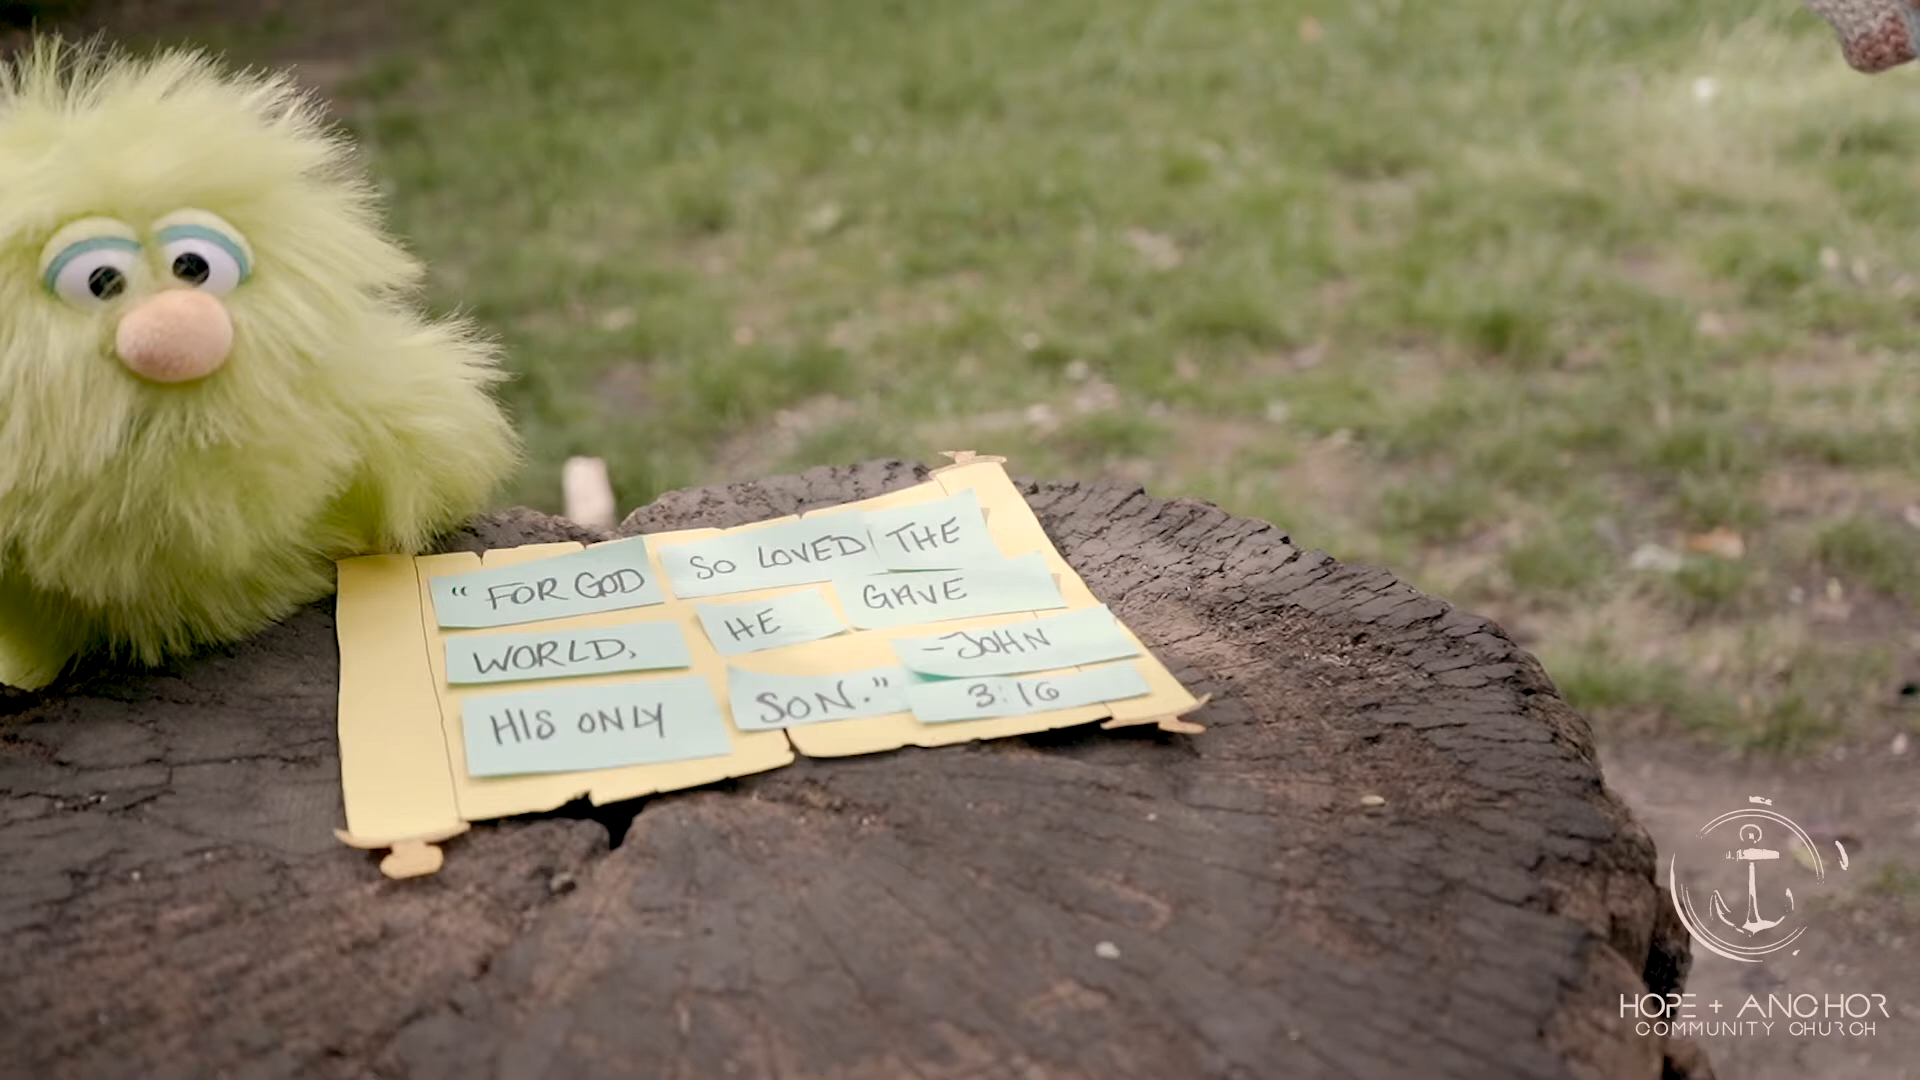 "FOR GOD SO LOVED THE
WORLD, HE GAVE
HIS ONLY SON." -JOHN
3:16
HOPE + ANCHOR
COMMUNITY CHURCH